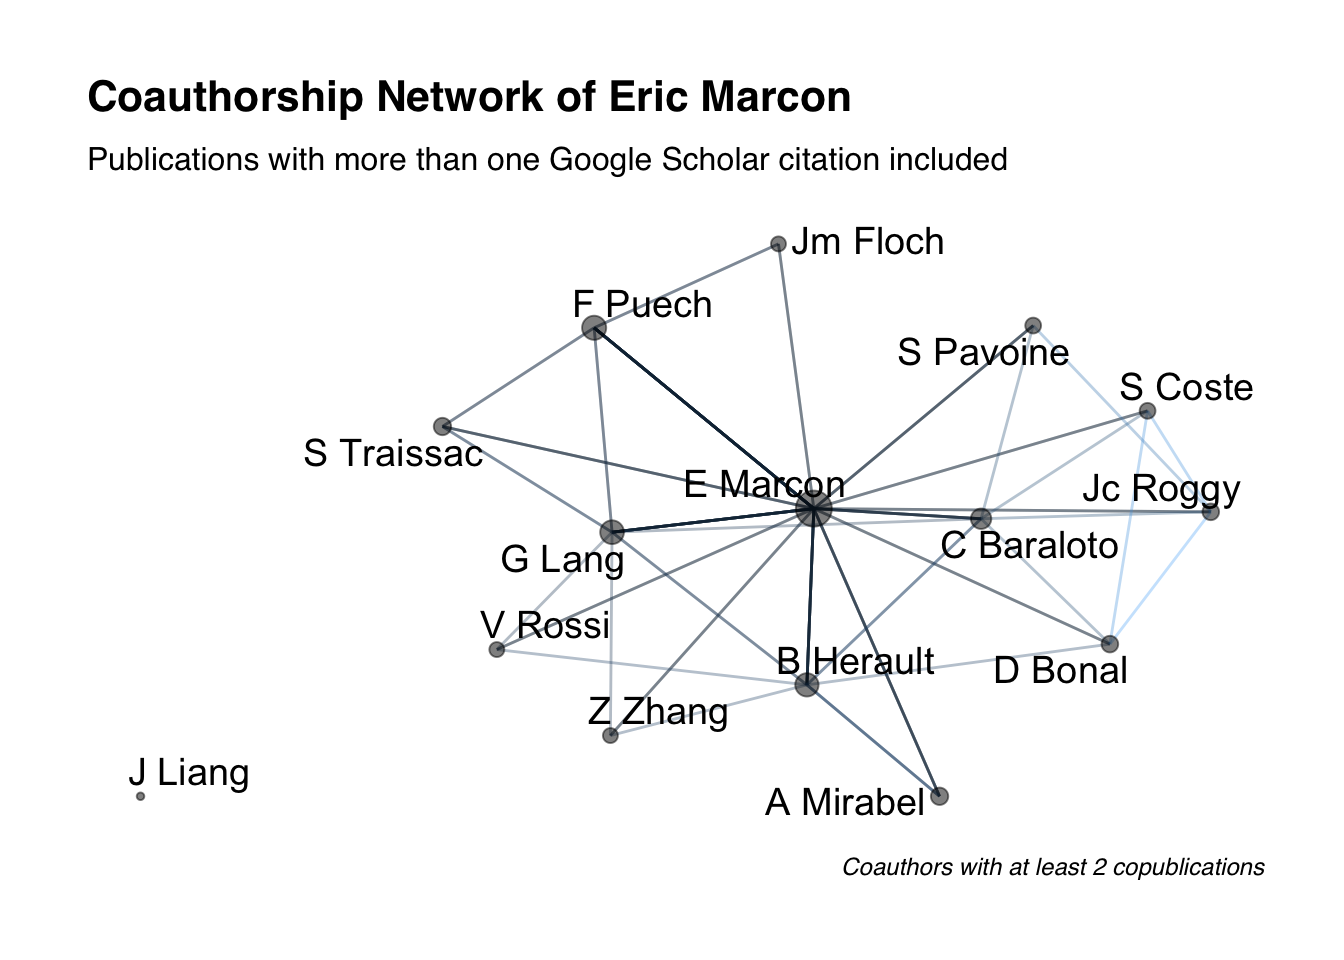 Coauthorship Network of Eric Marcon
Publications with more than one Google Scholar citation included
Jm Floch
F Puech
S Pavoine
S Coste
S Traissac
E Marcon
Jc Roggy
G Lang
C Baraloto
V Rossi
B Herault
D Bonal
Z Zhang
J Liang
A Mirabel
Coauthors with at least 2 copublications